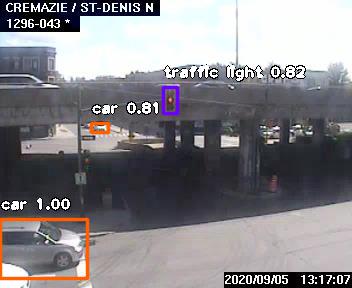 CREMAZIE / ST-DENIS N
1296-043 *
traffic light 0.82
car 0.81
car 1.00
2020/09/05 13:17:07